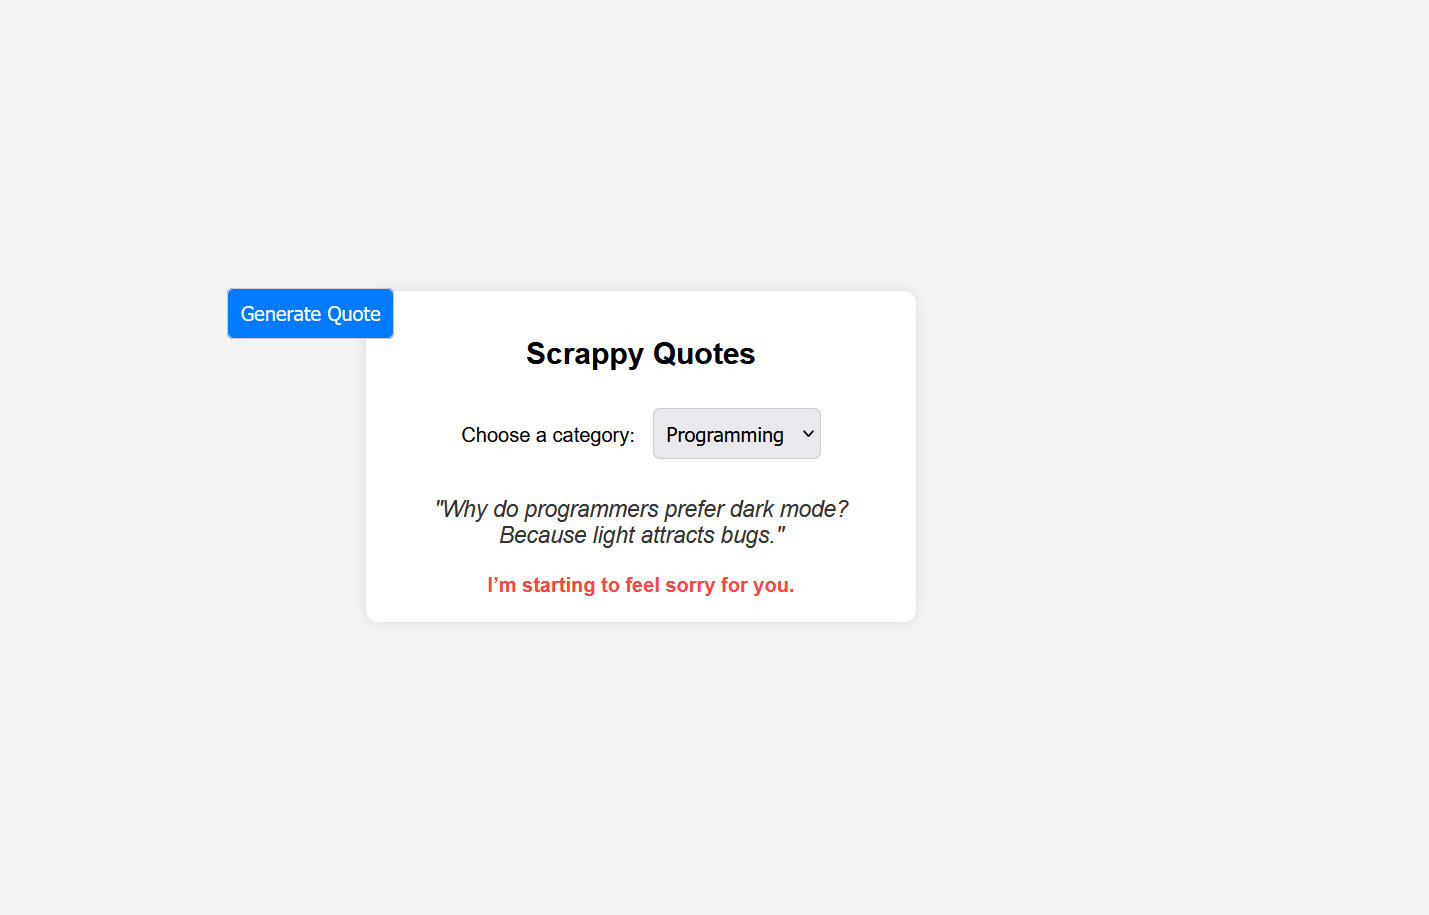 Generate Quote
Scrappy Quotes
Choose a category: Programming
"Why do programmers prefer dark mode?
Because light attracts bugs."
I’m starting to feel sorry for you.